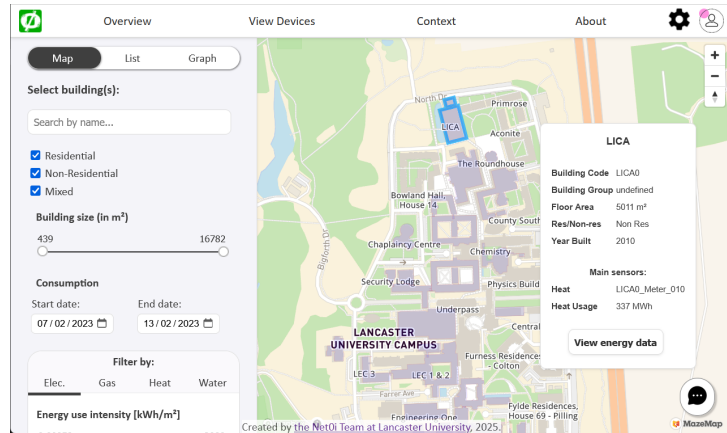 Overview
View Devices
Context
About
Map
List
Graph
Select building(s):
Search by name...
Residential
Non-Residential
Mixed
Building size (in m²)
439
16782
Consumption
Start date:
End date:
07 / 02 / 2023
13 / 02 / 2023
Filter by:
Elec.
Gas
Heat
Water
Energy use intensity [kWh/m²]
North Dr
Primrose
LICA
Aconite
The Roundhouse
Bowland Hall,
House 14
County South
Bigforth Dr
Chaplaincy Centre
Chemistry
Security Lodge
Physics Build
Underpass
LANCASTER
UNIVERSITY CAMPUS
Central
Furness Residences
- Colton
LEC 3
LEC 1 & 2
Farrer Ave
Engineering One
Fylde Residences,
House 69 - Pilling
LICA
Building Code LICA0
Building Group undefined
Floor Area 5011 m²
Res/Non-res Non Res
Year Built 2010
Main sensors:
Heat LICA0_Meter_010
Heat Usage 337 MWh
View energy data
+
−
Created by the Net0i Team at Lancaster University, 2025.
MazeMap